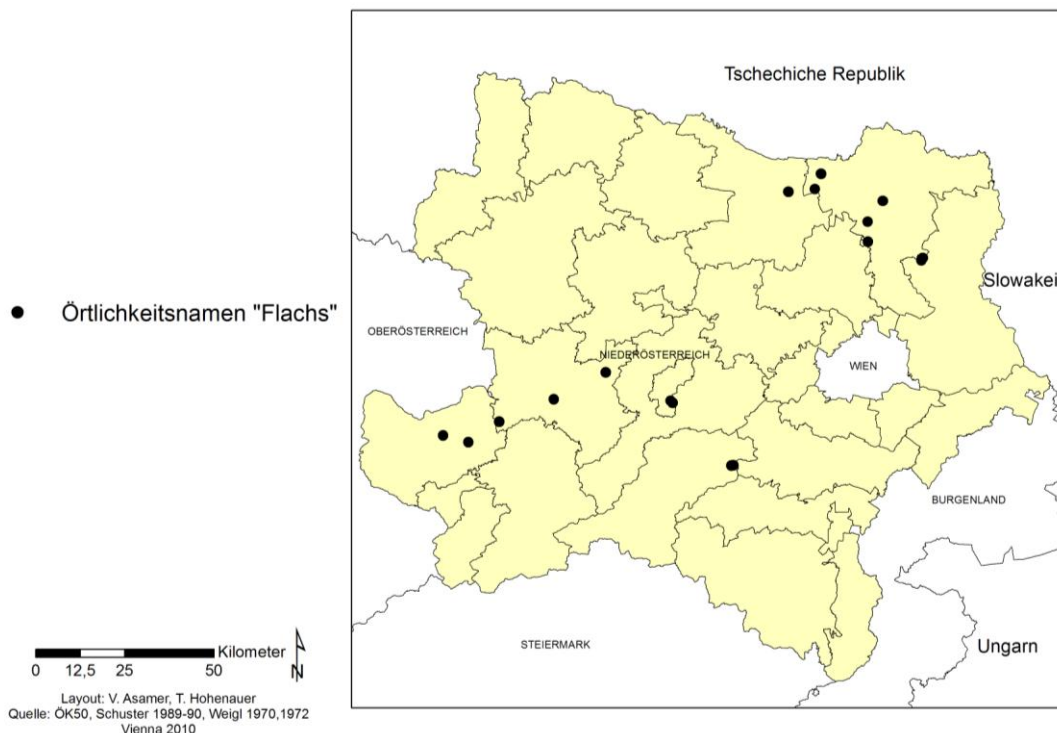 Tschechiche Republik
Slowakei
Örtlichkeitsnamen "Flachs"
OBERÖSTERREICH
NIEDERÖSTERREICH
WIEN
BURGENLAND
STEIERMARK
Ungarn
Kilometer
0 12,5 25 50
N
Layout: V. Asamer, T. Hohenauer
Quelle: ÖK50, Schuster 1989-90, Weigl 1970,1972
Vienna 2010